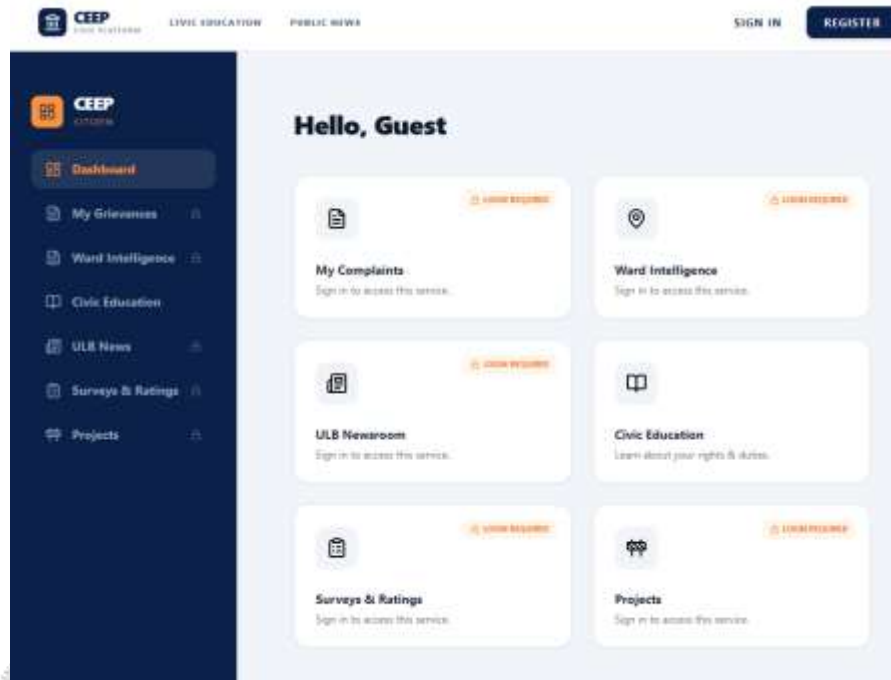 CEEP
CIVIC PLATFORM
CIVIC EDUCATION
PUBLIC NEWS
SIGN IN
REGISTER
CEEP
CITIZEN
Dashboard
My Grievances
Ward Intelligence
Civic Education
ULB News
Surveys & Ratings
Projects
Hello, Guest
LOGIN REQUIRED
My Complaints
Sign in to access this service.
LOGIN REQUIRED
Ward Intelligence
Sign in to access this service.
LOGIN REQUIRED
ULB Newsroom
Sign in to access this service.
Civic Education
Learn about your rights & duties.
LOGIN REQUIRED
Surveys & Ratings
Sign in to access this service.
LOGIN REQUIRED
Projects
Sign in to access this service.